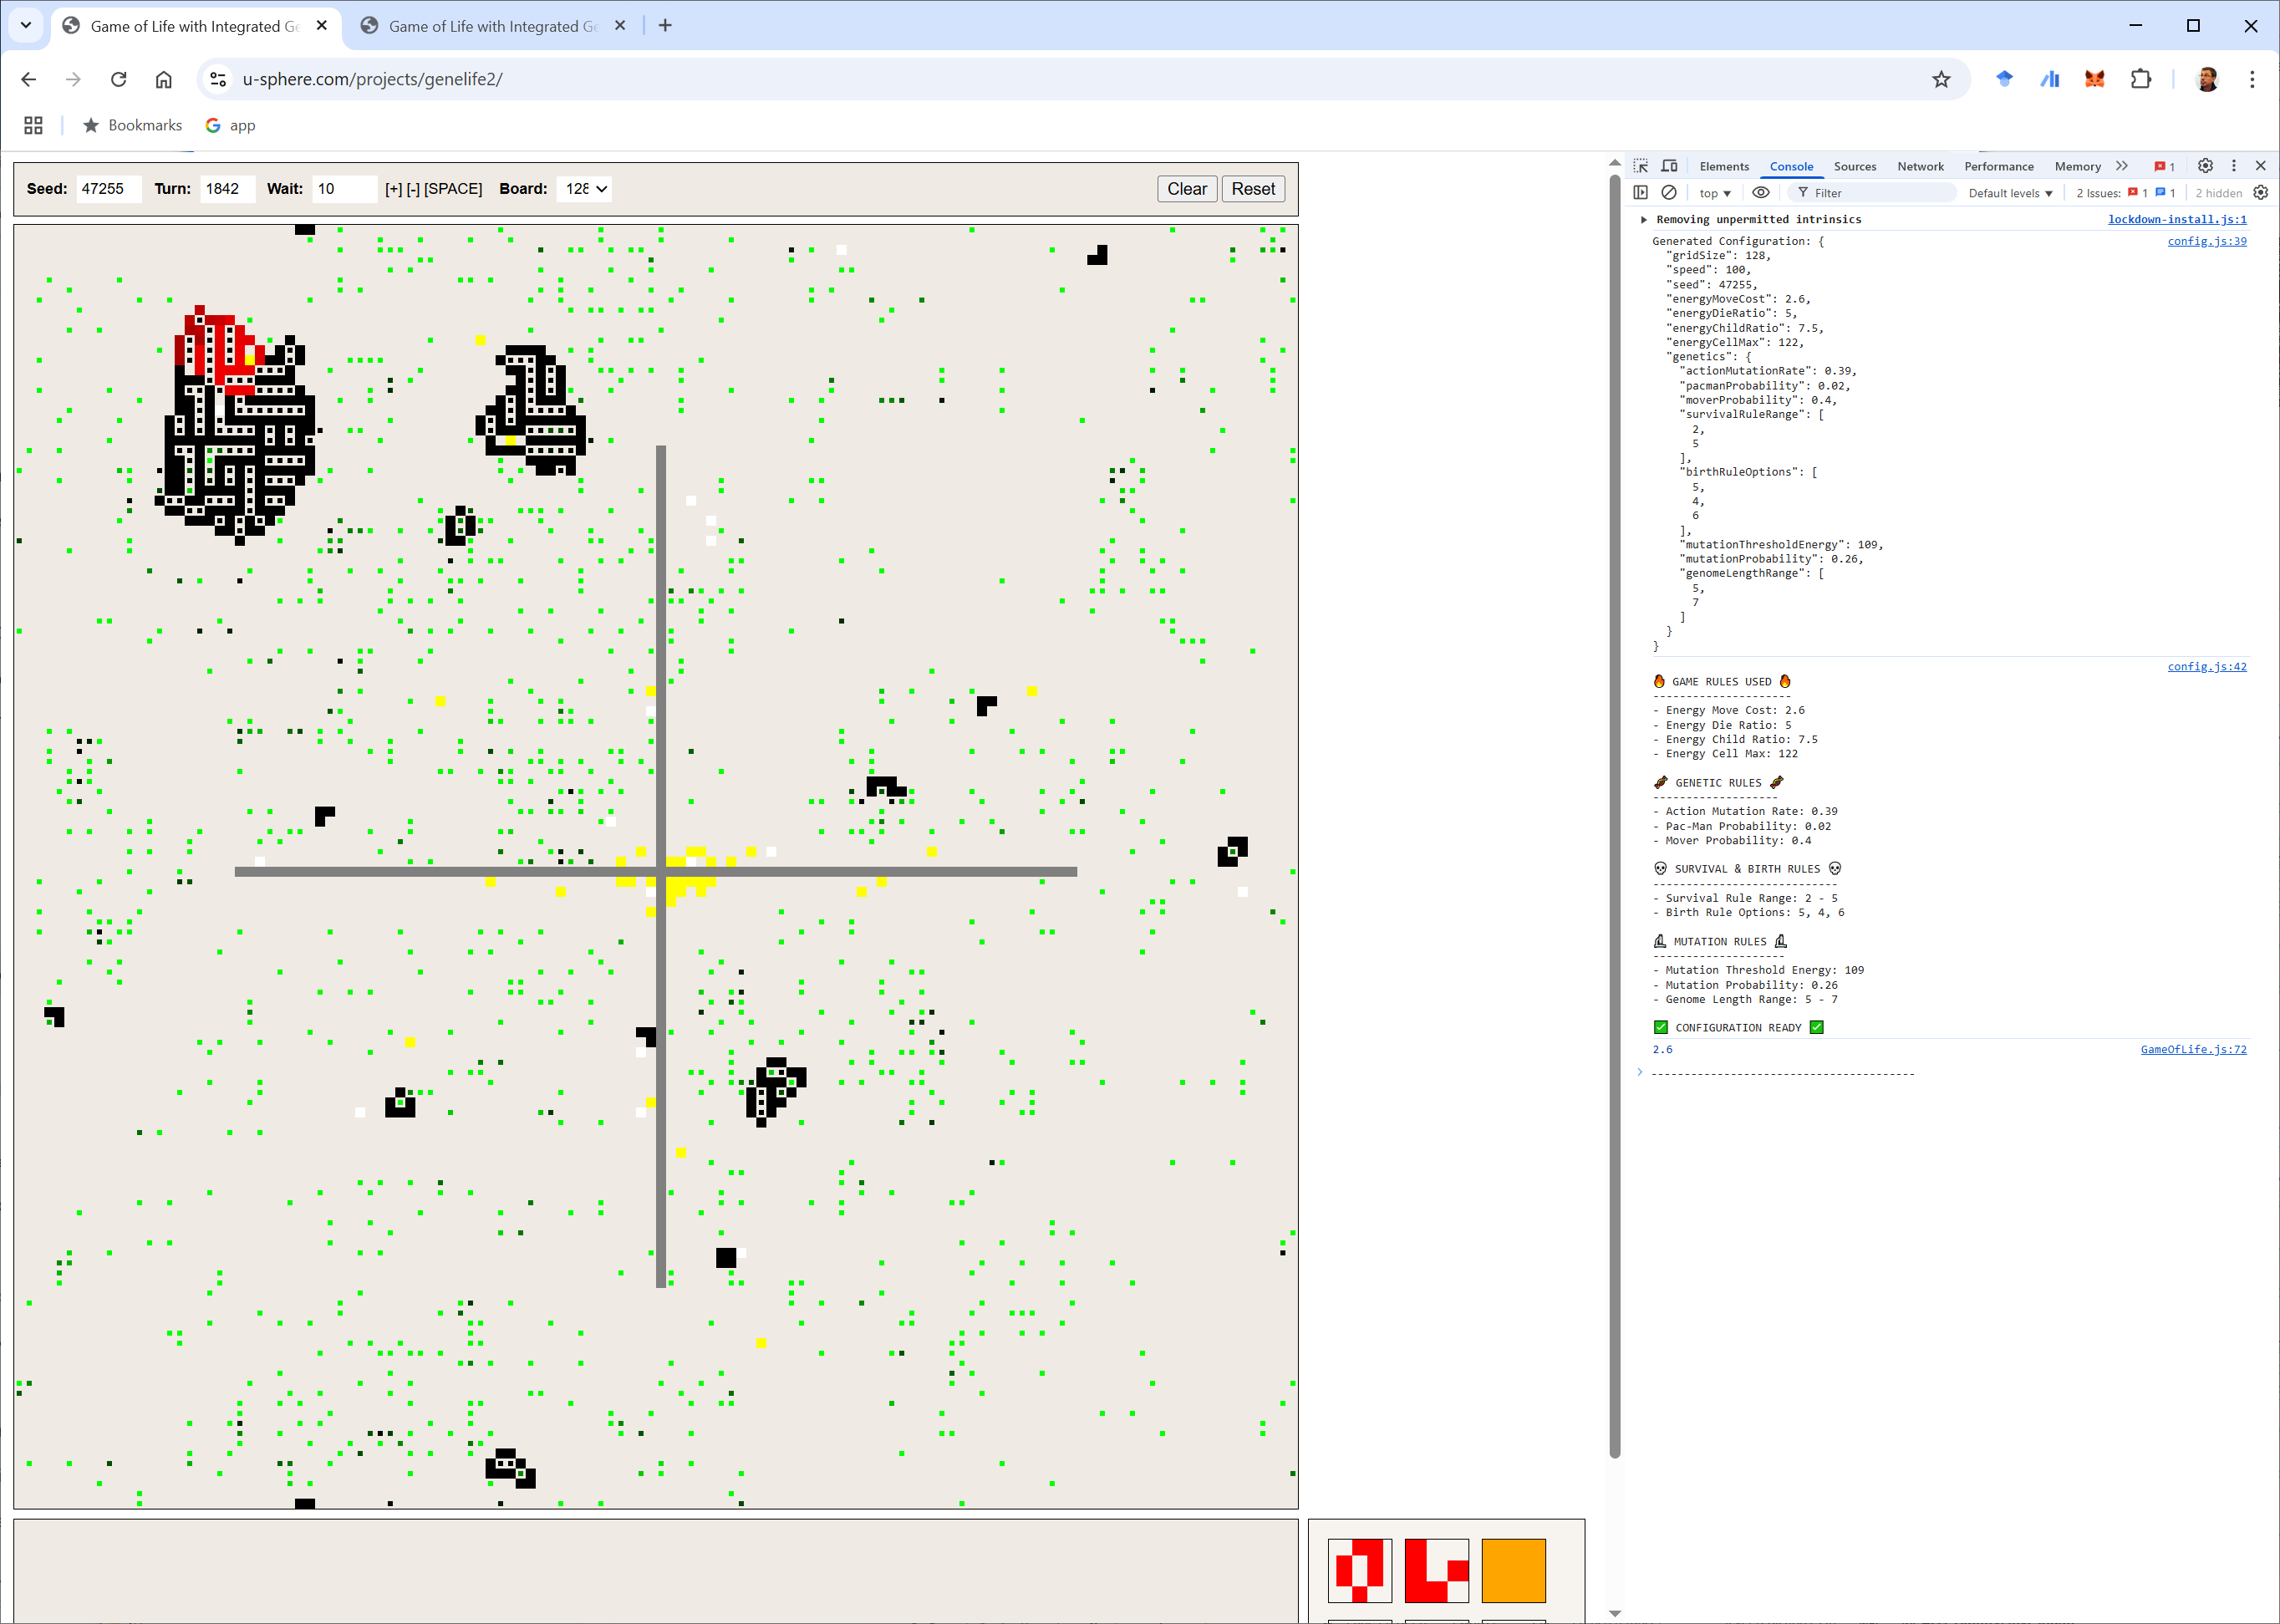 Game of Life with Integrated Ge
Game of Life with Integrated Ge
u-sphere.com/projects/genelife2/
Bookmarks
app
Seed: 47255 Turn: 1842 Wait: 10 [+] [-] [SPACE] Board: 128 Clear Reset
Elements Console Sources Network Performance Memory 1
top Filter Default levels 2 Issues: 1 1 2 hidden
Removing unpermitted intrinsics lockdown-install.js:1
Generated Configuration: { config.js:39
"gridSize": 128,
"speed": 100,
"seed": 47255,
"energyMoveCost": 2.6,
"energyDieRatio": 5,
"energyChildRatio": 7.5,
"energyCellMax": 122,
"genetics": {
"actionMutationRate": 0.39,
"pacmanProbability": 0.02,
"moverProbability": 0.4,
"survivalRuleRange": [
2,
5
],
"birthRuleOptions": [
5,
4,
6
],
"mutationThresholdEnergy": 109,
"mutationProbability": 0.26,
"genomeLengthRange": [
5,
7
]
}
}
config.js:42
🔥 GAME RULES USED 🔥
---------------------
- Energy Move Cost: 2.6
- Energy Die Ratio: 5
- Energy Child Ratio: 7.5
- Energy Cell Max: 122
GENETIC RULES
-------------------
- Action Mutation Rate: 0.39
- Pac-Man Probability: 0.02
- Mover Probability: 0.4
💀 SURVIVAL & BIRTH RULES 💀
----------------------------
- Survival Rule Range: 2 - 5
- Birth Rule Options: 5, 4, 6
MUTATION RULES
--------------------
- Mutation Threshold Energy: 109
- Mutation Probability: 0.26
- Genome Length Range: 5 - 7
✅ CONFIGURATION READY ✅
2.6 GameOfLife.js:72
----------------------------------------